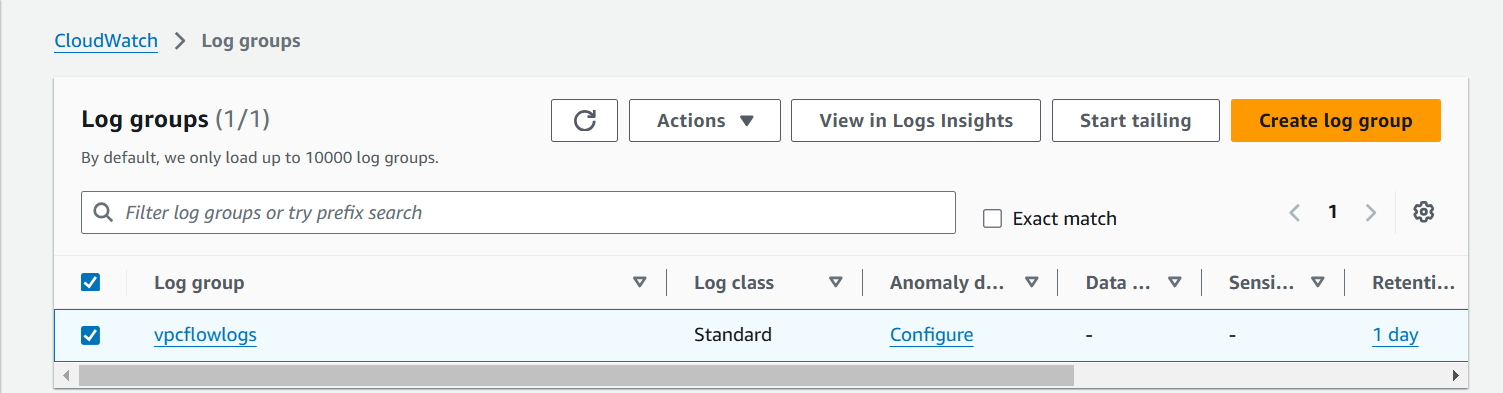 CloudWatch > Log groups
Log groups (1/1)
Actions
View in Logs Insights
Start tailing
Create log group
By default, we only load up to 10000 log groups.
Filter log groups or try prefix search
Exact match
1
Log group Log class Anomaly d... Data ... Sensi... Retenti...
vpcflowlogs Standard Configure - - 1 day